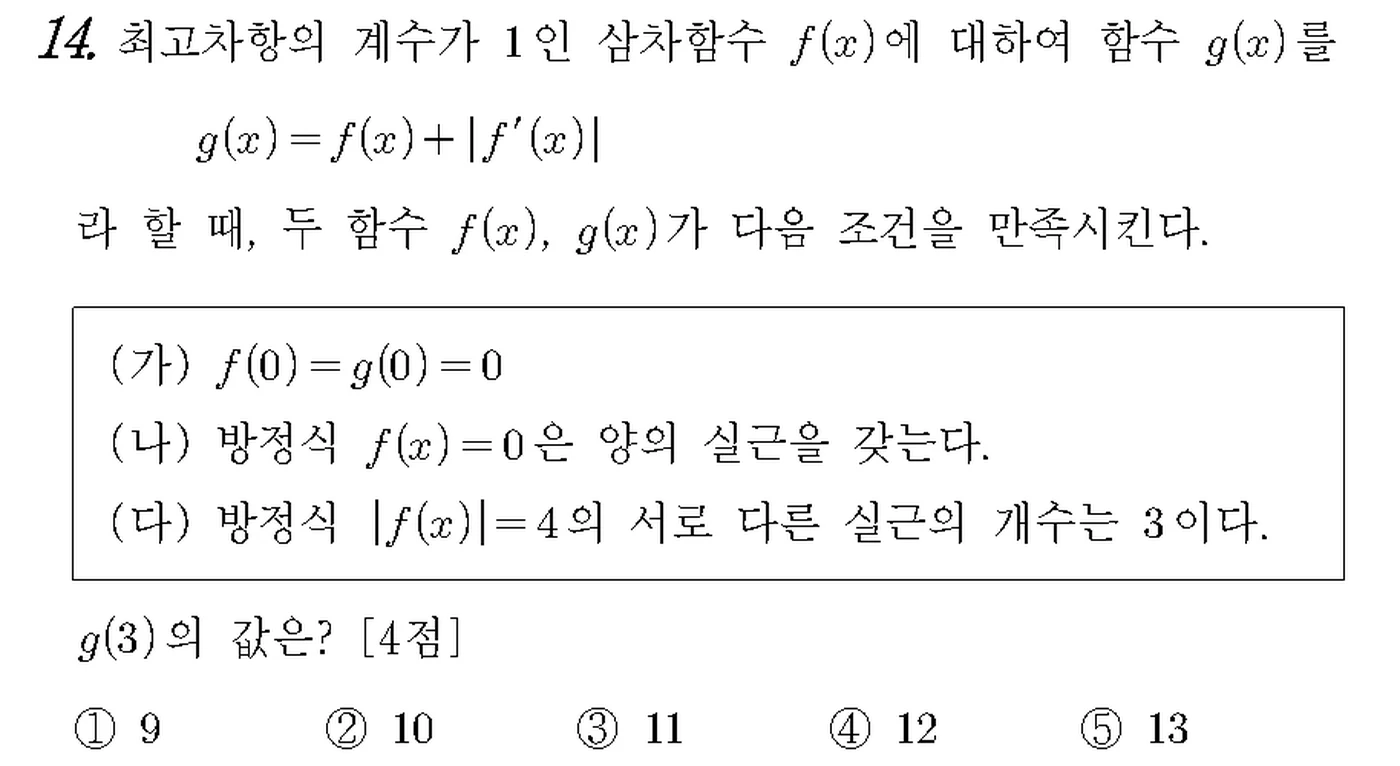 14. 최고차항의 계수가 1인 삼차함수 f(x)에 대하여 함수 g(x)를
g(x)=f(x)+|f′(x)|
라 할 때, 두 함수 f(x), g(x)가 다음 조건을 만족시킨다.
(가) f(0)=g(0)=0
(나) 방정식 f(x)=0은 양의 실근을 갖는다.
(다) 방정식 |f(x)|=4의 서로 다른 실근의 개수는 3이다.
g(3)의 값은? [4점]
① 9 ② 10 ③ 11 ④ 12 ⑤ 13